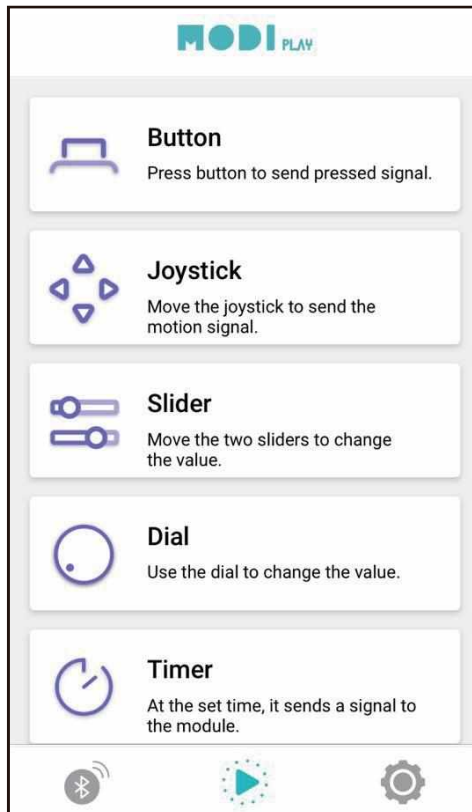 MODI PLAY
Button
Press button to send pressed signal.
Joystick
Move the joystick to send the
motion signal.
Slider
Move the two sliders to change
the value.
Dial
Use the dial to change the value.
Timer
At the set time, it sends a signal to
the module.